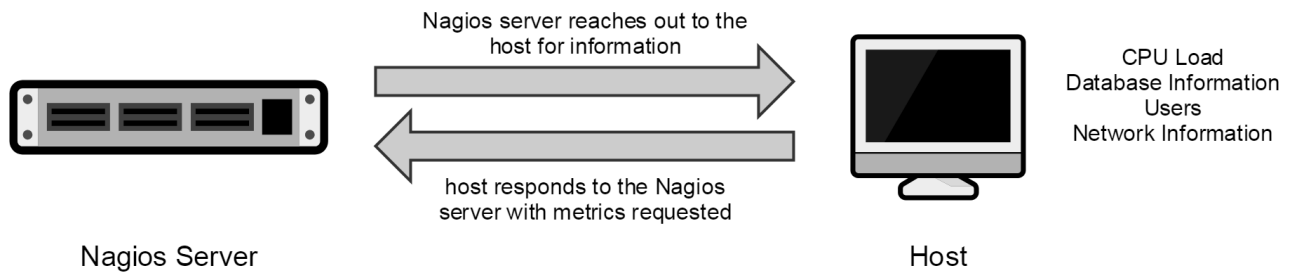 Nagios server reaches out to the
host for information
CPU Load
Database Information
Users
Network Information
host responds to the Nagios
server with metrics requested
Nagios Server
Host